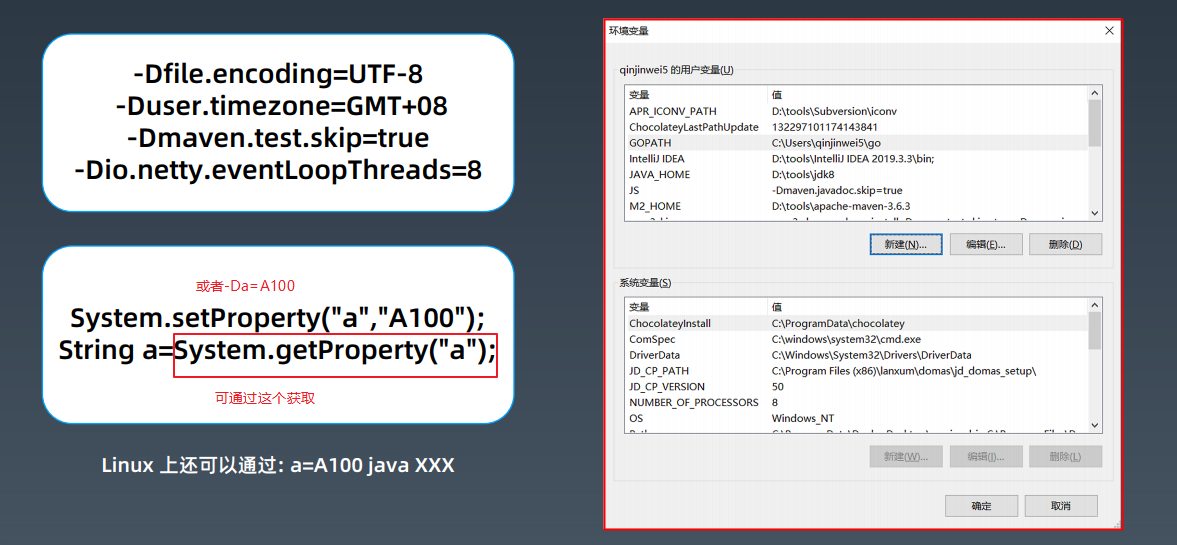 -Dfile.encoding=UTF-8
-Duser.timezone=GMT+08
-Dmaven.test.skip=true
-Dio.netty.eventLoopThreads=8
或者-Da=A100
System.setProperty("a","A100");
String a=System.getProperty("a");
可通过这个获取
Linux 上还可以通过: a=A100 java XXX
环境变量
qinjinwei5 的用户变量(U)
变量 值
APR_ICONV_PATH D:\tools\Subversion\iconv
ChocolateyLastPathUpdate 132297101174143841
GOPATH C:\Users\qinjinwei5\go
IntelliJ IDEA D:\tools\IntelliJ IDEA 2019.3.3\bin;
JAVA_HOME D:\tools\jdk8
JS -Dmaven.javadoc.skip=true
M2_HOME D:\tools\apache-maven-3.6.3
新建(N)... 编辑(E)... 删除(D)
系统变量(S)
变量 值
ChocolateyInstall C:\ProgramData\chocolatey
ComSpec C:\windows\system32\cmd.exe
DriverData C:\Windows\System32\Drivers\DriverData
JD_CP_PATH C:\Program Files (x86)\lanxum\domas\jd_domas_setup\
JD_CP_VERSION 50
NUMBER_OF_PROCESSORS 8
OS Windows_NT
新建(W)... 编辑(I)... 删除(L)
确定 取消